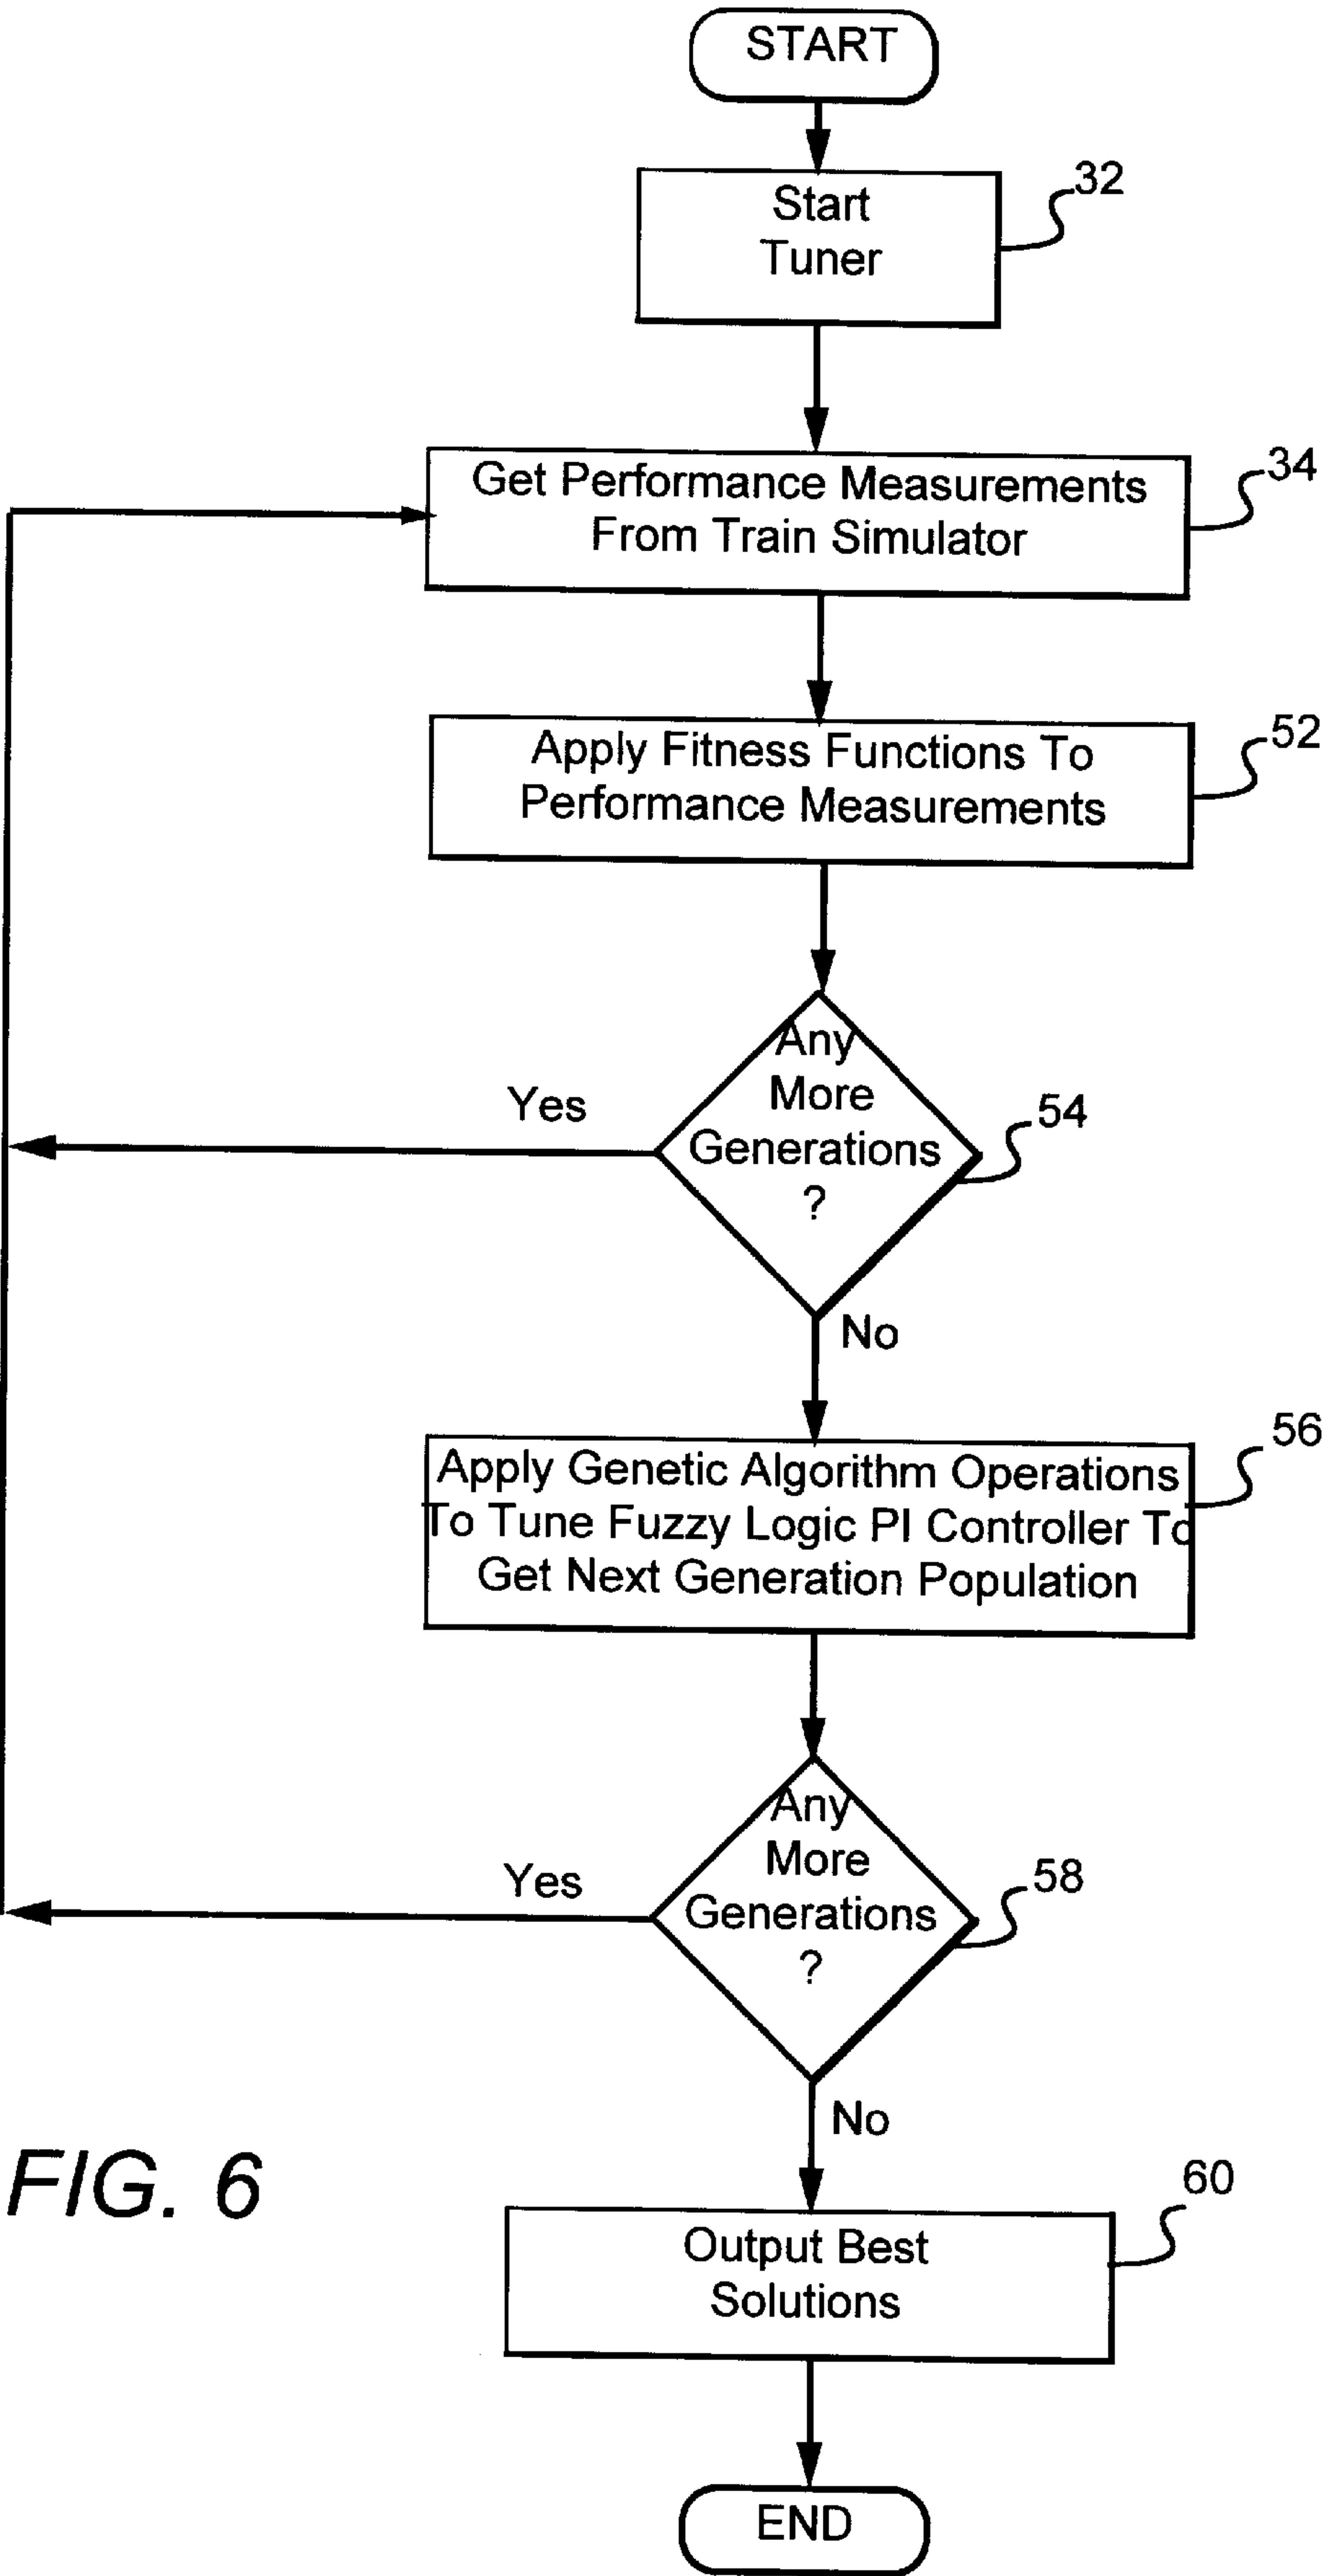 START
Start
Tuner
32
Get Performance Measurements
From Train Simulator
34
Apply Fitness Functions To
Performance Measurements
52
Any
More
Generations
?
54
Yes
No
Apply Genetic Algorithm Operations
To Tune Fuzzy Logic PI Controller To
Get Next Generation Population
56
Any
More
Generations
?
58
Yes
No
Output Best
Solutions
60
END
FIG. 6